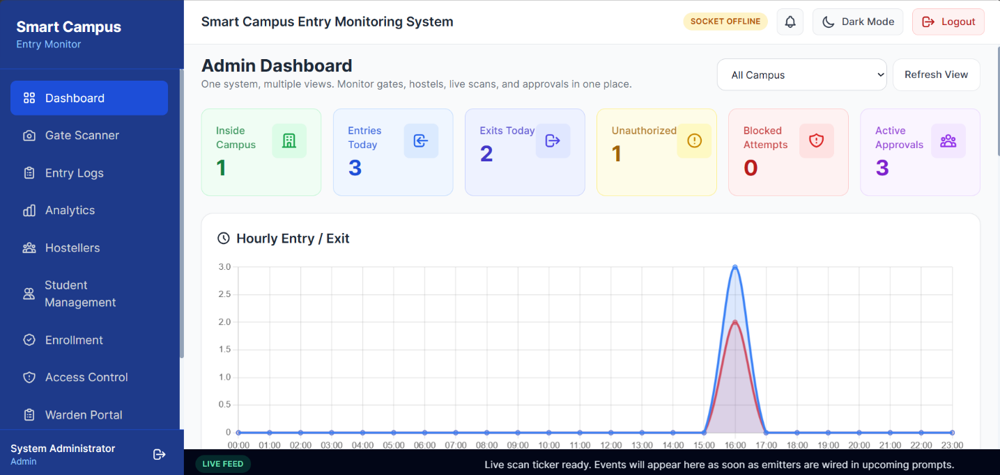 Smart Campus
Entry Monitor
Smart Campus Entry Monitoring System
SOCKET OFFLINE
Dark Mode
Logout
Dashboard
Gate Scanner
Entry Logs
Analytics
Hostellers
Student
Management
Enrollment
Access Control
Warden Portal
System Administrator
Admin
Admin Dashboard
One system, multiple views. Monitor gates, hostels, live scans, and approvals in one place.
All Campus
Refresh View
Inside
Campus
1
Entries
Today
3
Exits Today
2
Unauthorized
1
Blocked
Attempts
0
Active
Approvals
3
Hourly Entry / Exit
3.0
2.5
2.0
1.5
1.0
0.5
0
00:00 01:00 02:00 03:00 04:00 05:00 06:00 07:00 08:00 09:00 10:00 11:00 12:00 13:00 14:00 15:00 16:00 17:00 18:00 19:00 20:00 21:00 22:00 23:00
LIVE FEED
Live scan ticker ready. Events will appear here as soon as emitters are wired in upcoming prompts.